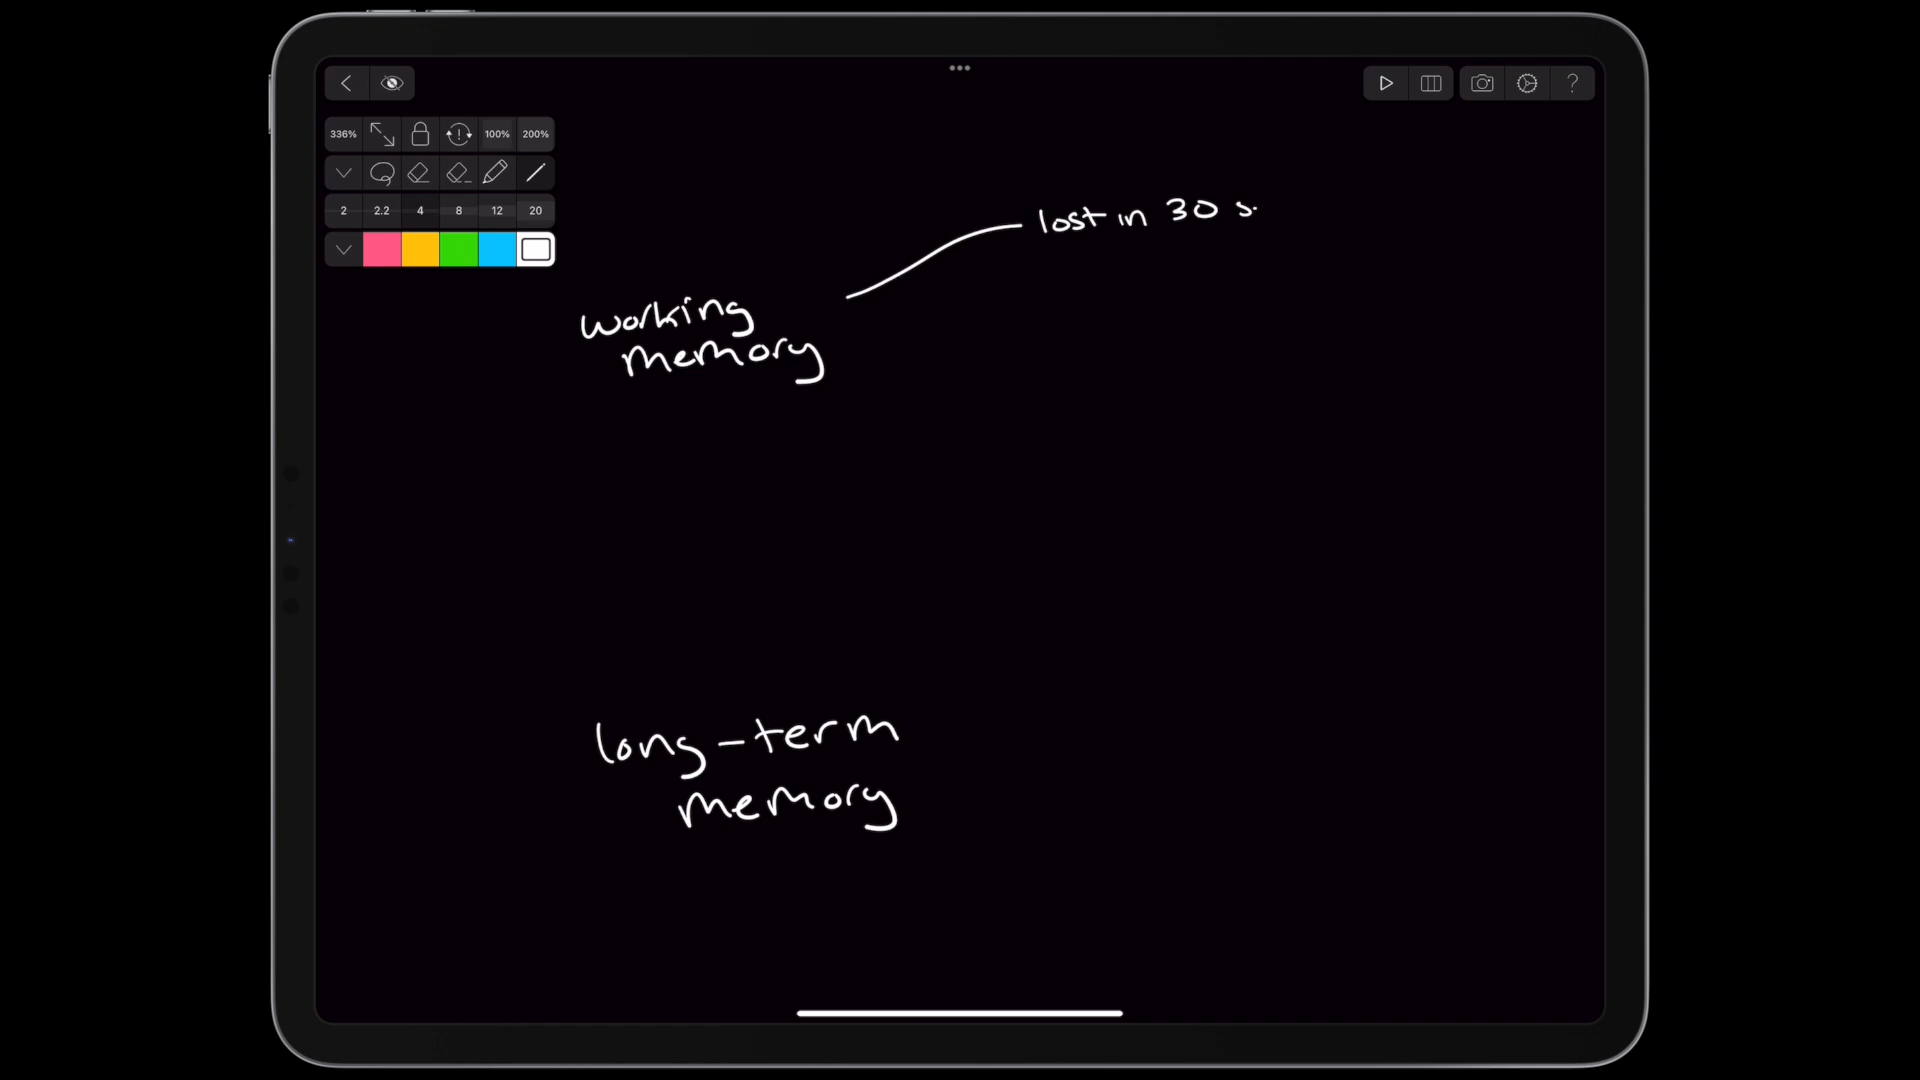 336%
100%
200%
2
2.2
4
8
12
20
?
lost in 30 s.
working
memory
long-term
memory